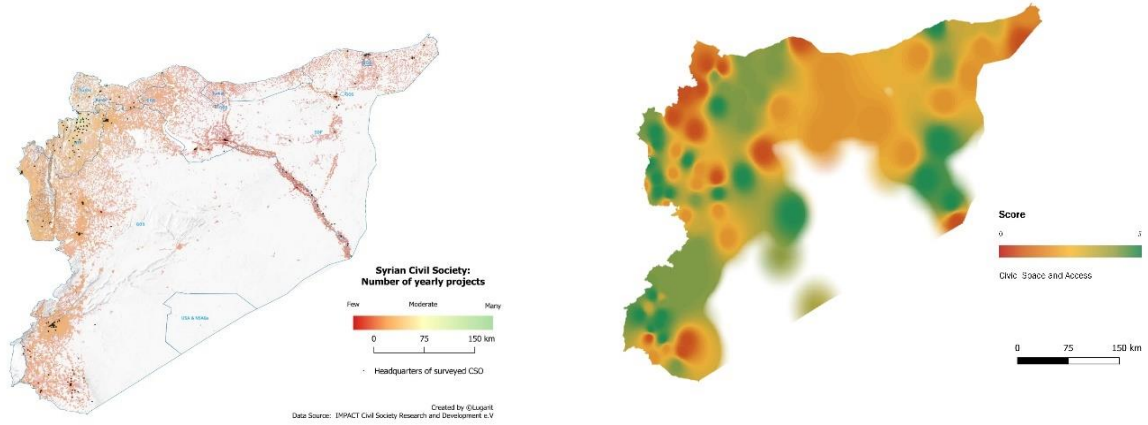 Syrian Civil Society:
Number of yearly projects
Few Moderate Many
0 75 150 km
Headquarters of surveyed CSO
Created by ©Lugarit
Data Source: IMPACT Civil Society Research and Development e.V
Score
0 5
Civic Space and Access
0 75 150 km